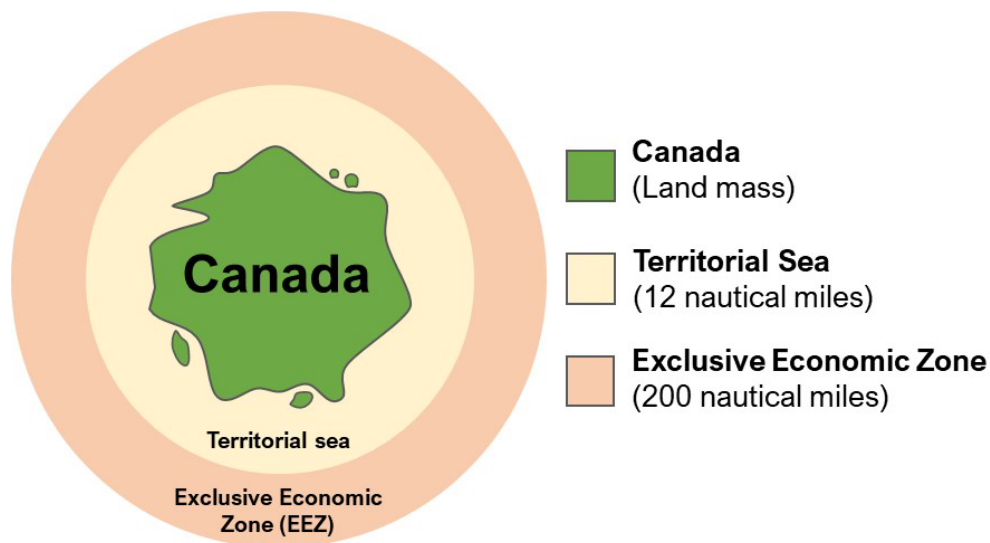 Canada
Territorial sea
Exclusive Economic
Zone (EEZ)
Canada
(Land mass)
Territorial Sea
(12 nautical miles)
Exclusive Economic Zone
(200 nautical miles)